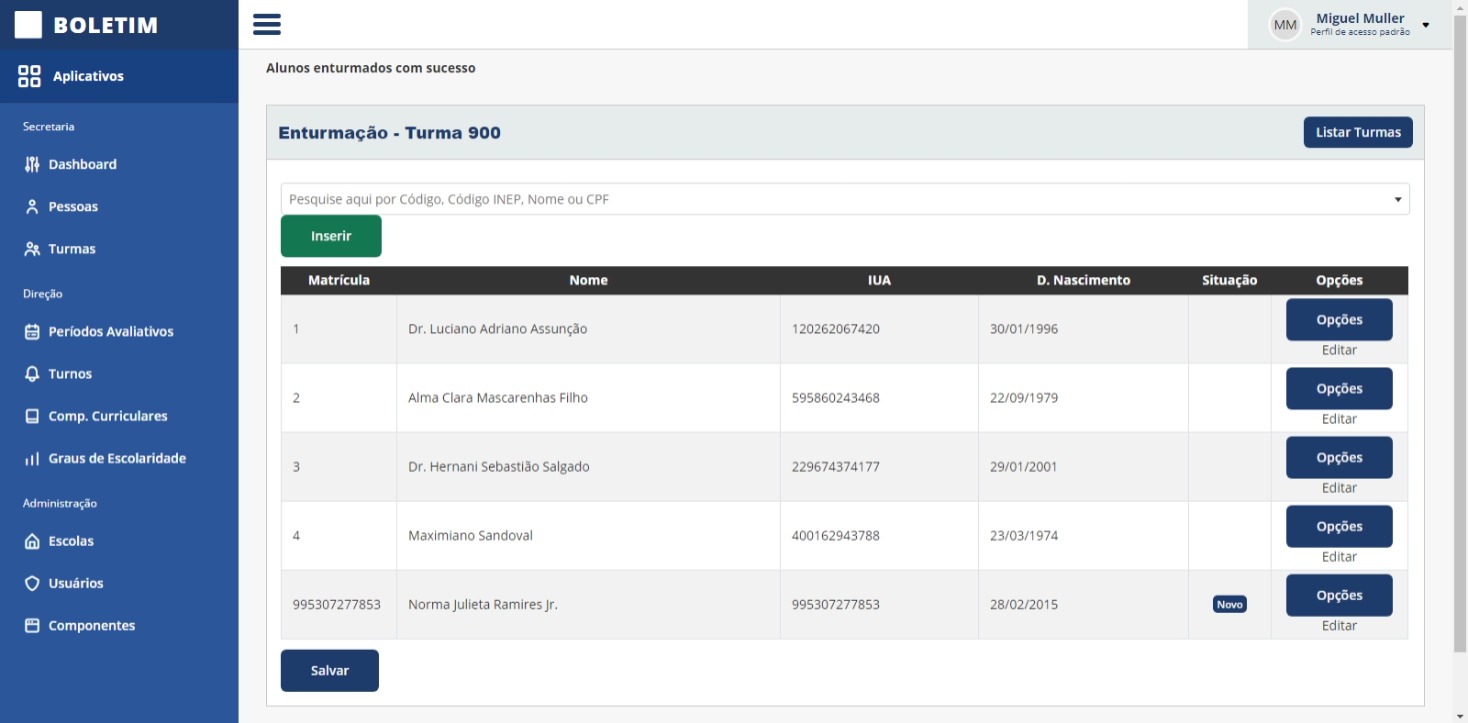 BOLETIM
MM
Miguel Muller
Perfil de acesso padrão
Aplicativos
Secretaria
Dashboard
Pessoas
Turmas
Direção
Períodos Avaliativos
Turnos
Comp. Curriculares
Graus de Escolaridade
Administração
Escolas
Usuários
Componentes
Alunos enturmados com sucesso
Enturmação - Turma 900
Listar Turmas
Pesquise aqui por Código, Código INEP, Nome ou CPF
Inserir
Matrícula Nome IUA D. Nascimento Situação Opções
1 Dr. Luciano Adriano Assunção 120262067420 30/01/1996 Opções
Editar
2 Alma Clara Mascarenhas Filho 595860243468 22/09/1979 Opções
Editar
3 Dr. Hernani Sebastião Salgado 229674374177 29/01/2001 Opções
Editar
4 Maximiano Sandoval 400162943788 23/03/1974 Opções
Editar
995307277853 Norma Julieta Ramires Jr. 995307277853 28/02/2015 Novo Opções
Editar
Salvar